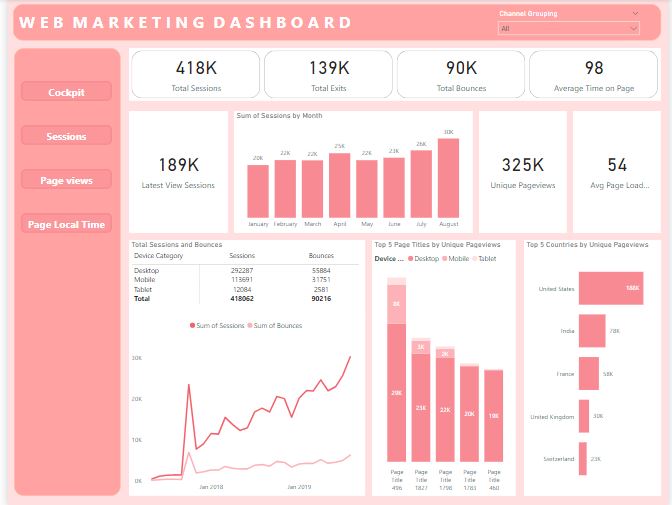 WEB MARKETING DASHBOARD
Channel Grouping
All
Cockpit
Sessions
Page views
Page Local Time
418K
Total Sessions
139K
Total Exits
90K
Total Bounces
98
Average Time on Page
189K
Latest View Sessions
Sum of Sessions by Month
20K 22K 22K 25K 22K 23K 26K 30K
January February March April May June July August
325K
Unique Pageviews
54
Avg Page Load...
Total Sessions and Bounces
Device Category Sessions Bounces
Desktop 292287 55884
Mobile 113691 31751
Tablet 12084 2581
Total 418062 90216
Sum of Sessions Sum of Bounces
30K
20K
10K
0K
Jan 2018 Jan 2019
Top 5 Page Titles by Unique Pageviews
Device ... Desktop Mobile Tablet
8K
3K
29K
23K
22K
20K
19K
Page Title 496
Page Title 1827
Page Title 1798
Page Title 1783
Page Title 460
Top 5 Countries by Unique Pageviews
United States 188K
India 78K
France 58K
United Kingdom 30K
Switzerland 23K